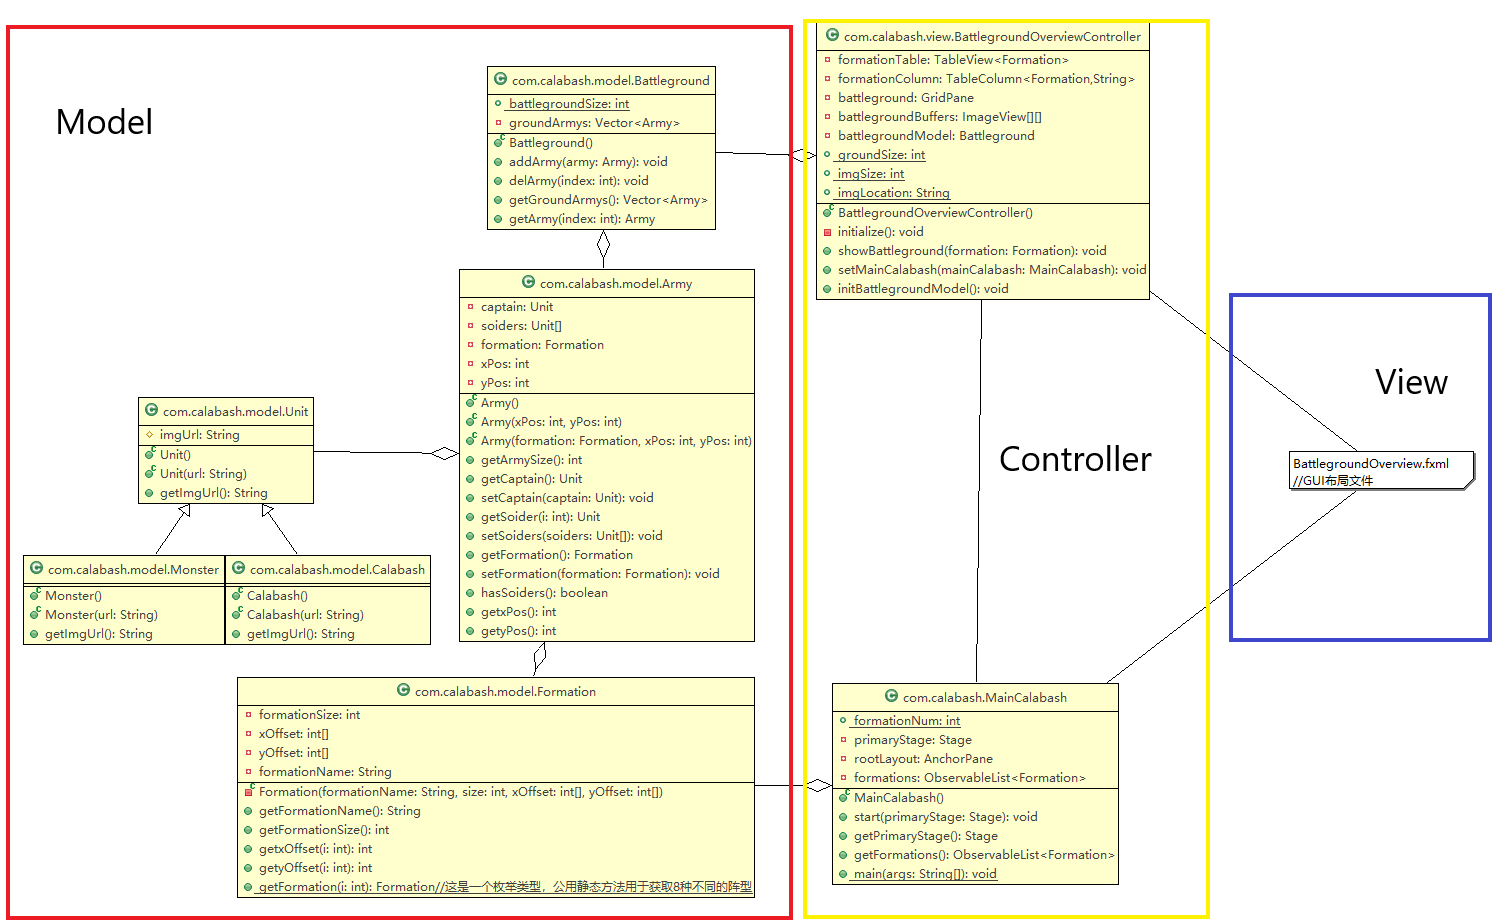 Model
com.calabash.model.Battleground
battlegroundSize: int
groundArmys: Vector<Army>
Battleground()
addArmy(army: Army): void
delArmy(index: int): void
getGroundArmys(): Vector<Army>
getArmy(index: int): Army
com.calabash.model.Army
captain: Unit
soiders: Unit[]
formation: Formation
xPos: int
yPos: int
Army()
Army(xPos: int, yPos: int)
Army(formation: Formation, xPos: int, yPos: int)
getArmySize(): int
getCaptain(): Unit
setCaptain(captain: Unit): void
getSoider(i: int): Unit
setSoiders(soiders: Unit[]): void
getFormation(): Formation
setFormation(formation: Formation): void
hasSoiders(): boolean
getxPos(): int
getyPos(): int
com.calabash.model.Unit
imgUrl: String
Unit()
Unit(url: String)
getImgUrl(): String
com.calabash.model.Monster
Monster()
Monster(url: String)
getImgUrl(): String
com.calabash.model.Calabash
Calabash()
Calabash(url: String)
getImgUrl(): String
com.calabash.model.Formation
formationSize: int
xOffset: int[]
yOffset: int[]
formationName: String
Formation(formationName: String, size: int, xOffset: int[], yOffset: int[])
getFormationName(): String
getFormationSize(): int
getxOffset(i: int): int
getyOffset(i: int): int
getFormation(i: int): Formation//这是一个枚举类型，公用静态方法用于获取8种不同的阵型
com.calabash.view.BattlegroundOverviewController
formationTable: TableView<Formation>
formationColumn: TableColumn<Formation,String>
battleground: GridPane
battlegroundBuffers: ImageView[][]
battlegroundModel: Battleground
groundSize: int
imgSize: int
imgLocation: String
BattlegroundOverviewController()
initialize(): void
showBattleground(formation: Formation): void
setMainCalabash(mainCalabash: MainCalabash): void
initBattlegroundModel(): void
Controller
com.calabash.MainCalabash
formationNum: int
primaryStage: Stage
rootLayout: AnchorPane
formations: ObservableList<Formation>
MainCalabash()
start(primaryStage: Stage): void
getPrimaryStage(): Stage
getFormations(): ObservableList<Formation>
main(args: String[]): void
View
BattlegroundOverview.fxml
//GUI布局文件